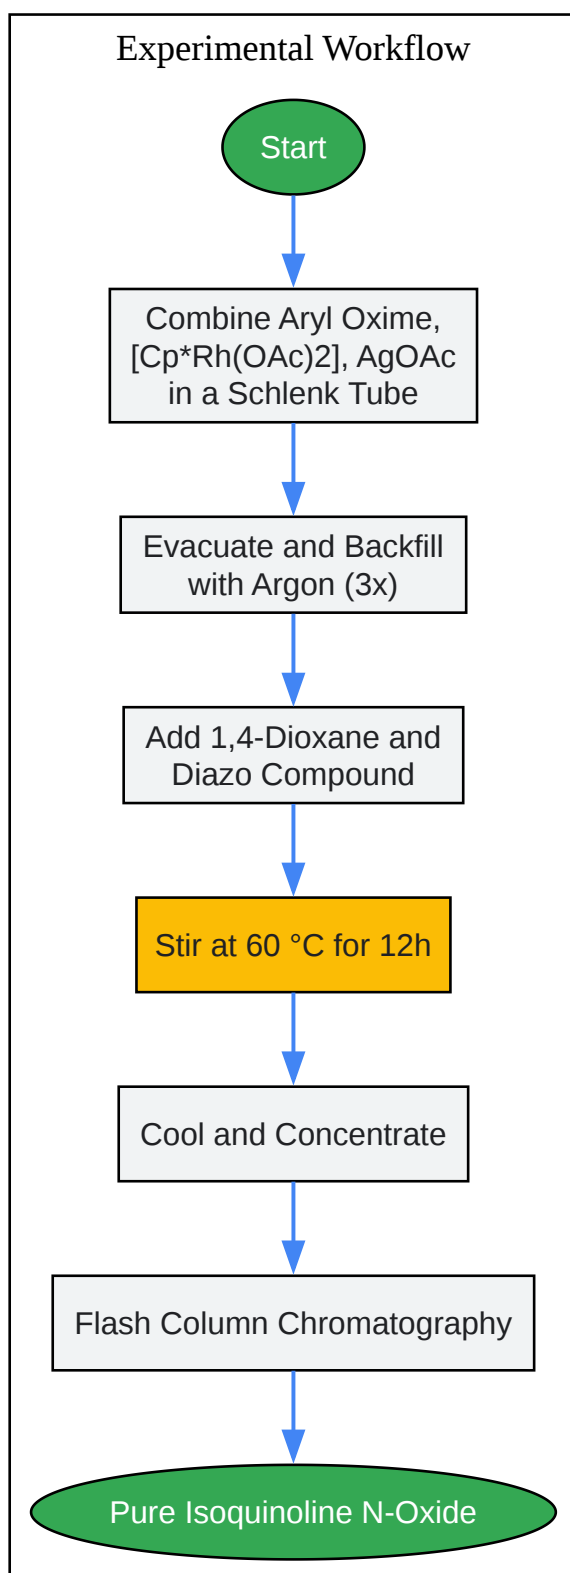 Experimental Workflow
Start
Combine Aryl Oxime,
[Cp*Rh(OAc)2], AgOAc
in a Schlenk Tube
Evacuate and Backfill
with Argon (3x)
Add 1,4-Dioxane and
Diazo Compound
Stir at 60 °C for 12h
Cool and Concentrate
Flash Column Chromatography
Pure Isoquinoline N-Oxide